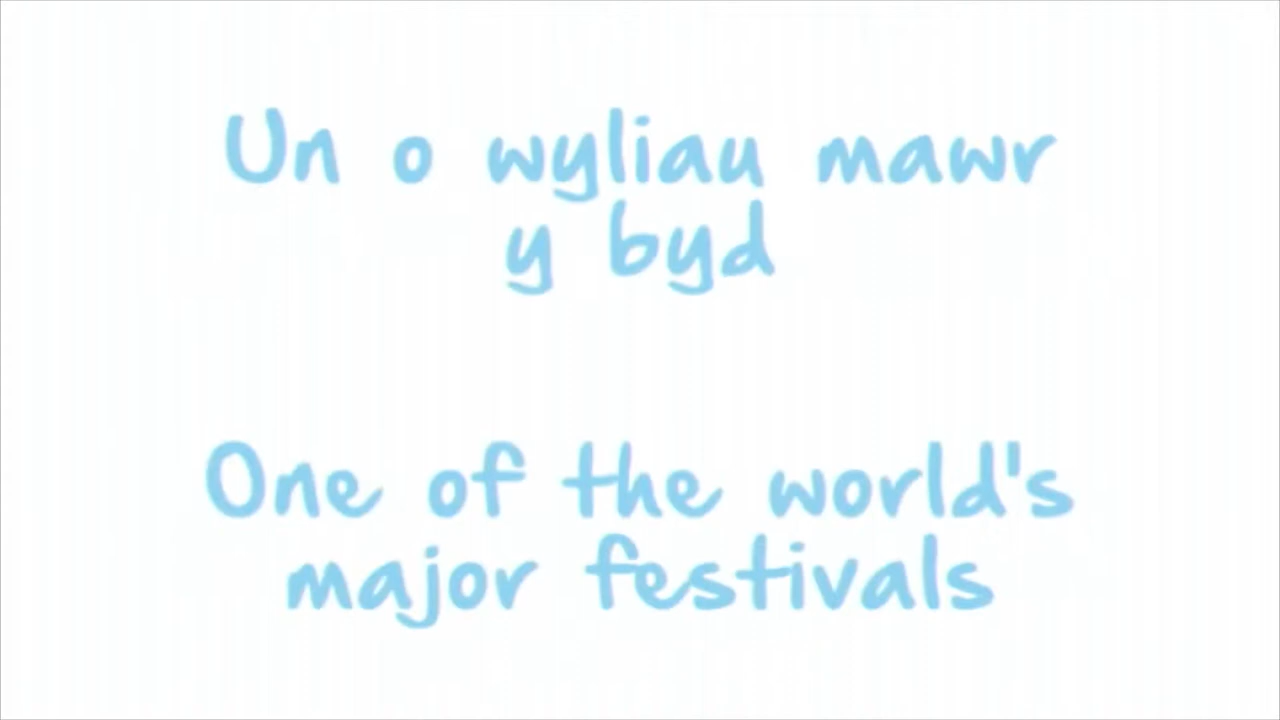 Un o wyliau mawr
y byd
One of the world's
major festivals